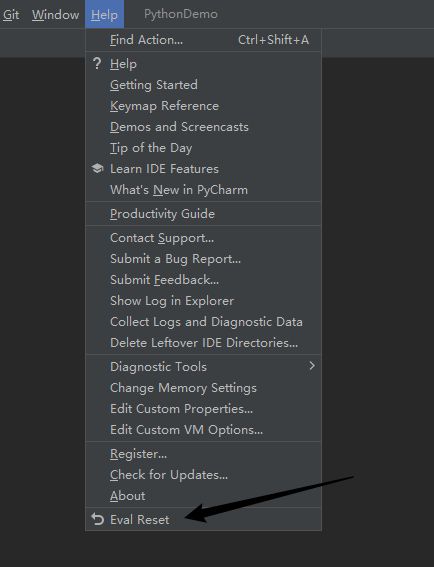 Git Window Help PythonDemo
Find Action... Ctrl+Shift+A
Help
Getting Started
Keymap Reference
Demos and Screencasts
Tip of the Day
Learn IDE Features
What's New in PyCharm
Productivity Guide
Contact Support...
Submit a Bug Report...
Submit Feedback...
Show Log in Explorer
Collect Logs and Diagnostic Data
Delete Leftover IDE Directories...
Diagnostic Tools
Change Memory Settings
Edit Custom Properties...
Edit Custom VM Options...
Register...
Check for Updates...
About
Eval Reset